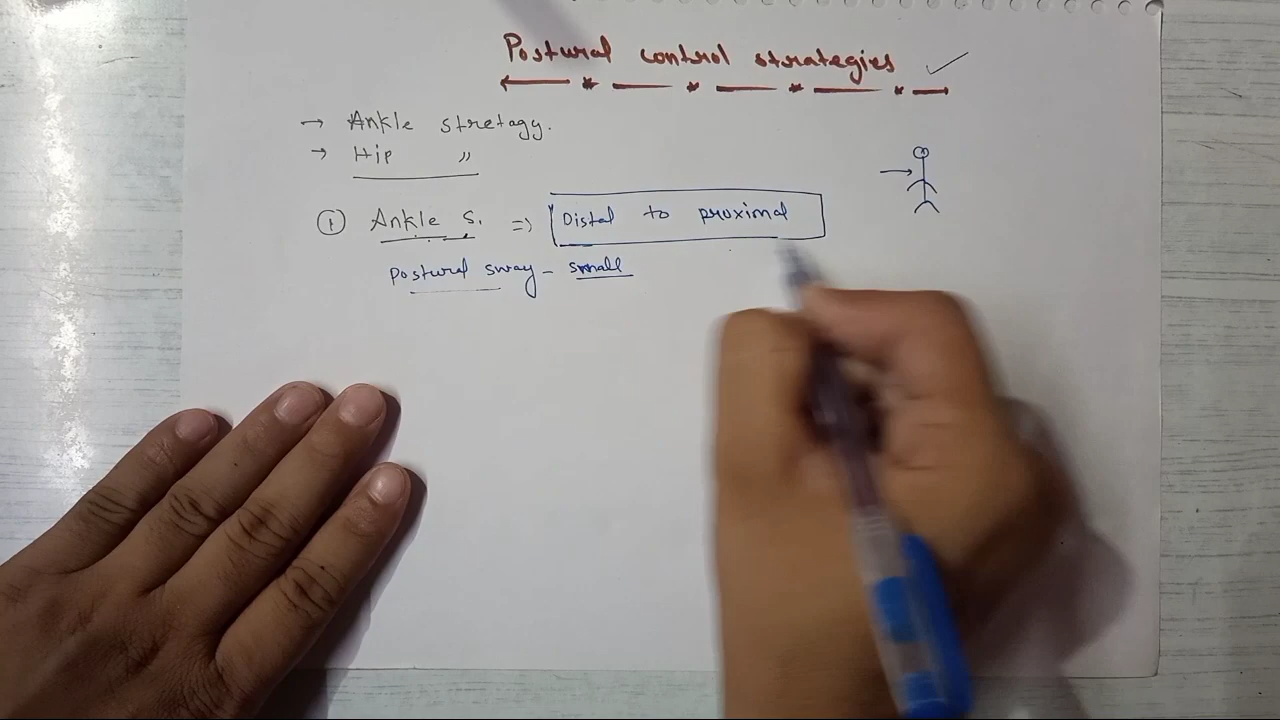 Postural control strategies
→ Ankle stretagy.
→ Hip ”
① Ankle S. => Distal to proximal
Postural sway - small